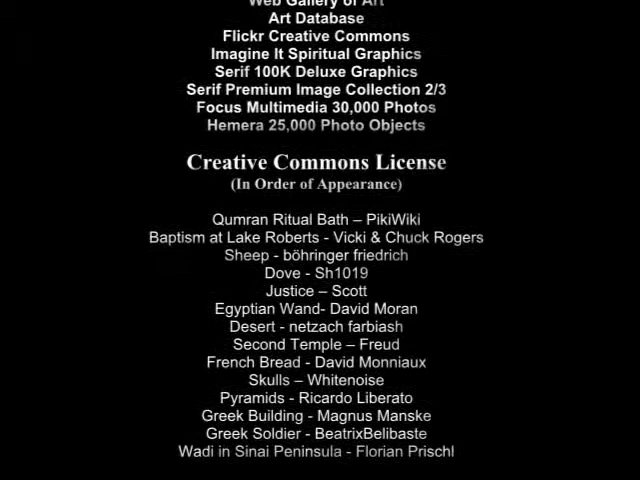 Web Gallery of Art
Art Database
Flickr Creative Commons
Imagine It Spiritual Graphics
Serif 100K Deluxe Graphics
Serif Premium Image Collection 2/3
Focus Multimedia 30,000 Photos
Hemera 25,000 Photo Objects
Creative Commons License
(In Order of Appearance)
Qumran Ritual Bath – PikiWiki
Baptism at Lake Roberts - Vicki & Chuck Rogers
Sheep - böhringer friedrich
Dove - Sh1019
Justice – Scott
Egyptian Wand- David Moran
Desert - netzach farbiash
Second Temple – Freud
French Bread - David Monniaux
Skulls – Whitenoise
Pyramids - Ricardo Liberato
Greek Building - Magnus Manske
Greek Soldier - BeatrixBelibaste
Wadi in Sinai Peninsula - Florian Prischl